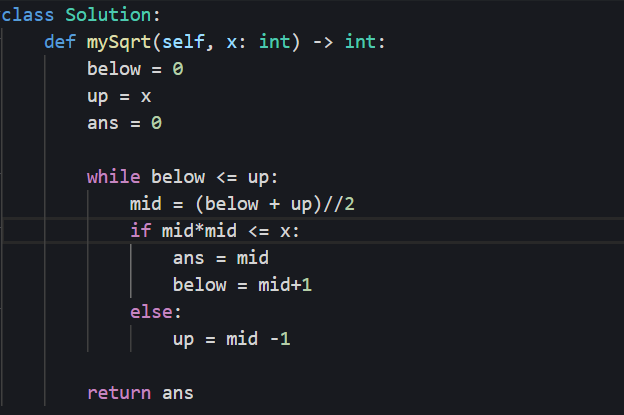 class Solution:
    def mySqrt(self, x: int) -> int:
        below = 0
        up = x
        ans = 0

        while below <= up:
            mid = (below + up)//2
            if mid*mid <= x:
                ans = mid
                below = mid+1
            else:
                up = mid -1

        return ans